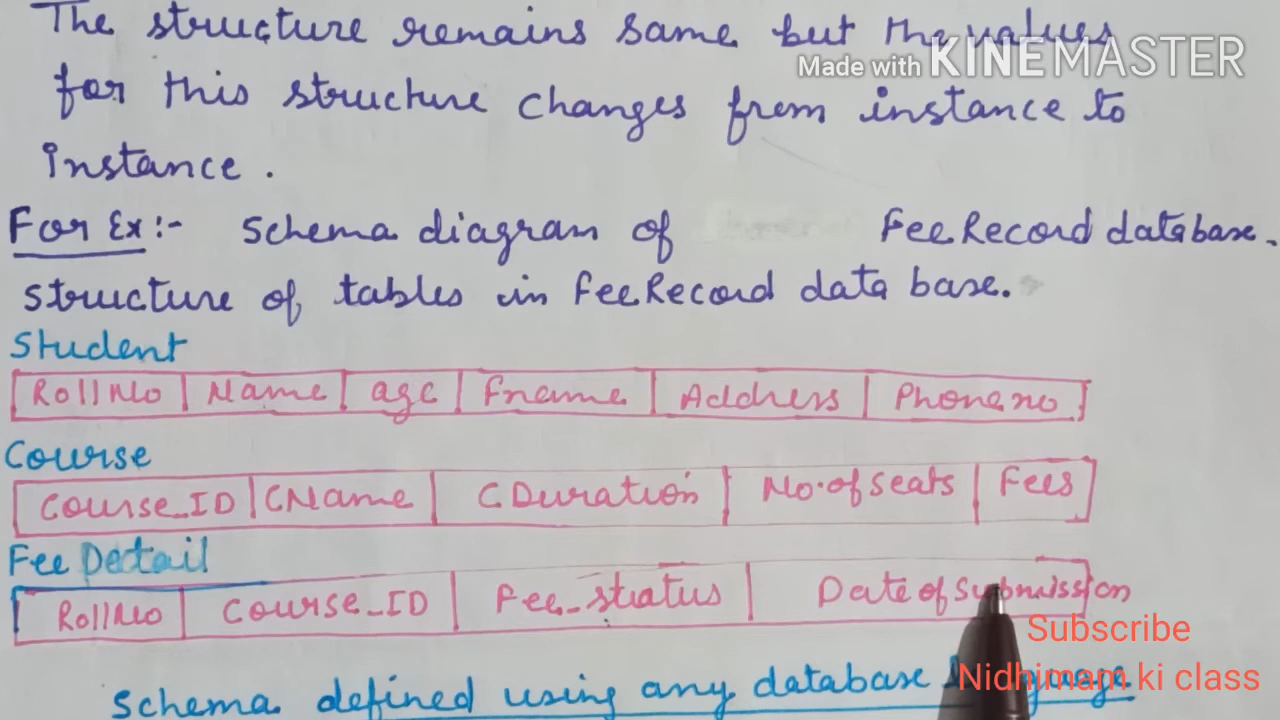 The structure remains same but the values
Made with KINEMASTER
for this structure changes from instance to
instance.
For Ex:- Schema diagram of FeeRecord database.
structure of tables in FeeRecord data base.
Student
RollNo Name age Fname Address Phone no
Course
Course_ID CName CDuration No.of seats Fees
Fee Detail
RollNo Course_ID Fee_status Date of submission
Subscribe
Nidhimam ki class
Schema defined using any database language